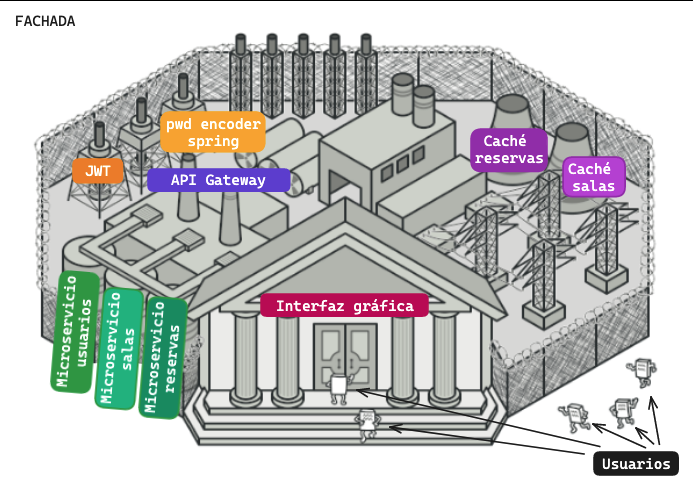 FACHADA
pwd encoder
spring
JWT
API Gateway
Caché
reservas
Caché
salas
Microservicio
usuarios
Microservicio
salas
Microservicio
reservas
Interfaz gráfica
Usuarios